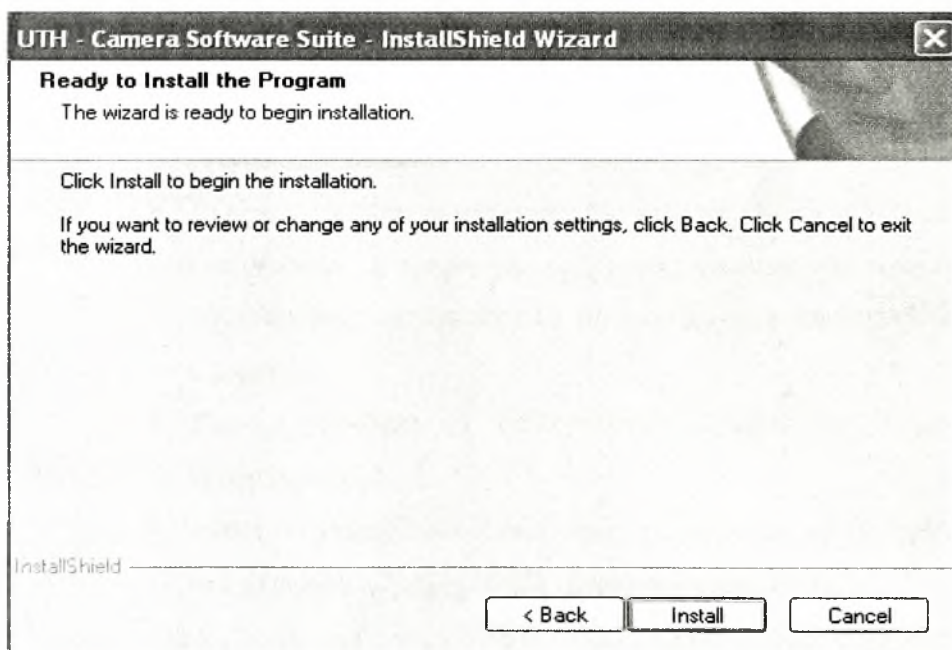 UTH - Camera Software Suite - InstallShield Wizard
Ready to Install the Program
The wizard is ready to begin installation.
Click Install to begin the installation.
If you want to review or change any of your installation settings, click Back. Click Cancel to exit
the wizard.
InstallShield
< Back
Install
Cancel